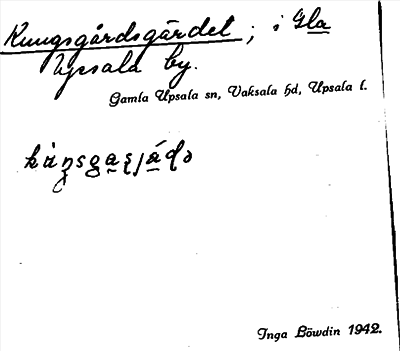 Kungsgårdsgärdet; i Gla
Upsala by.
Gamla Upsala sn, Vaksala hd, Upsala l.
Inga Löwdin 1942.